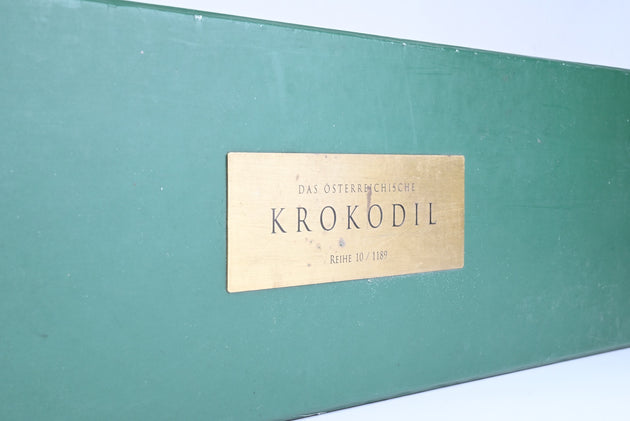 DAS ÖSTERREICHISCHE
KROKODIL
REIHE 10 / 1189